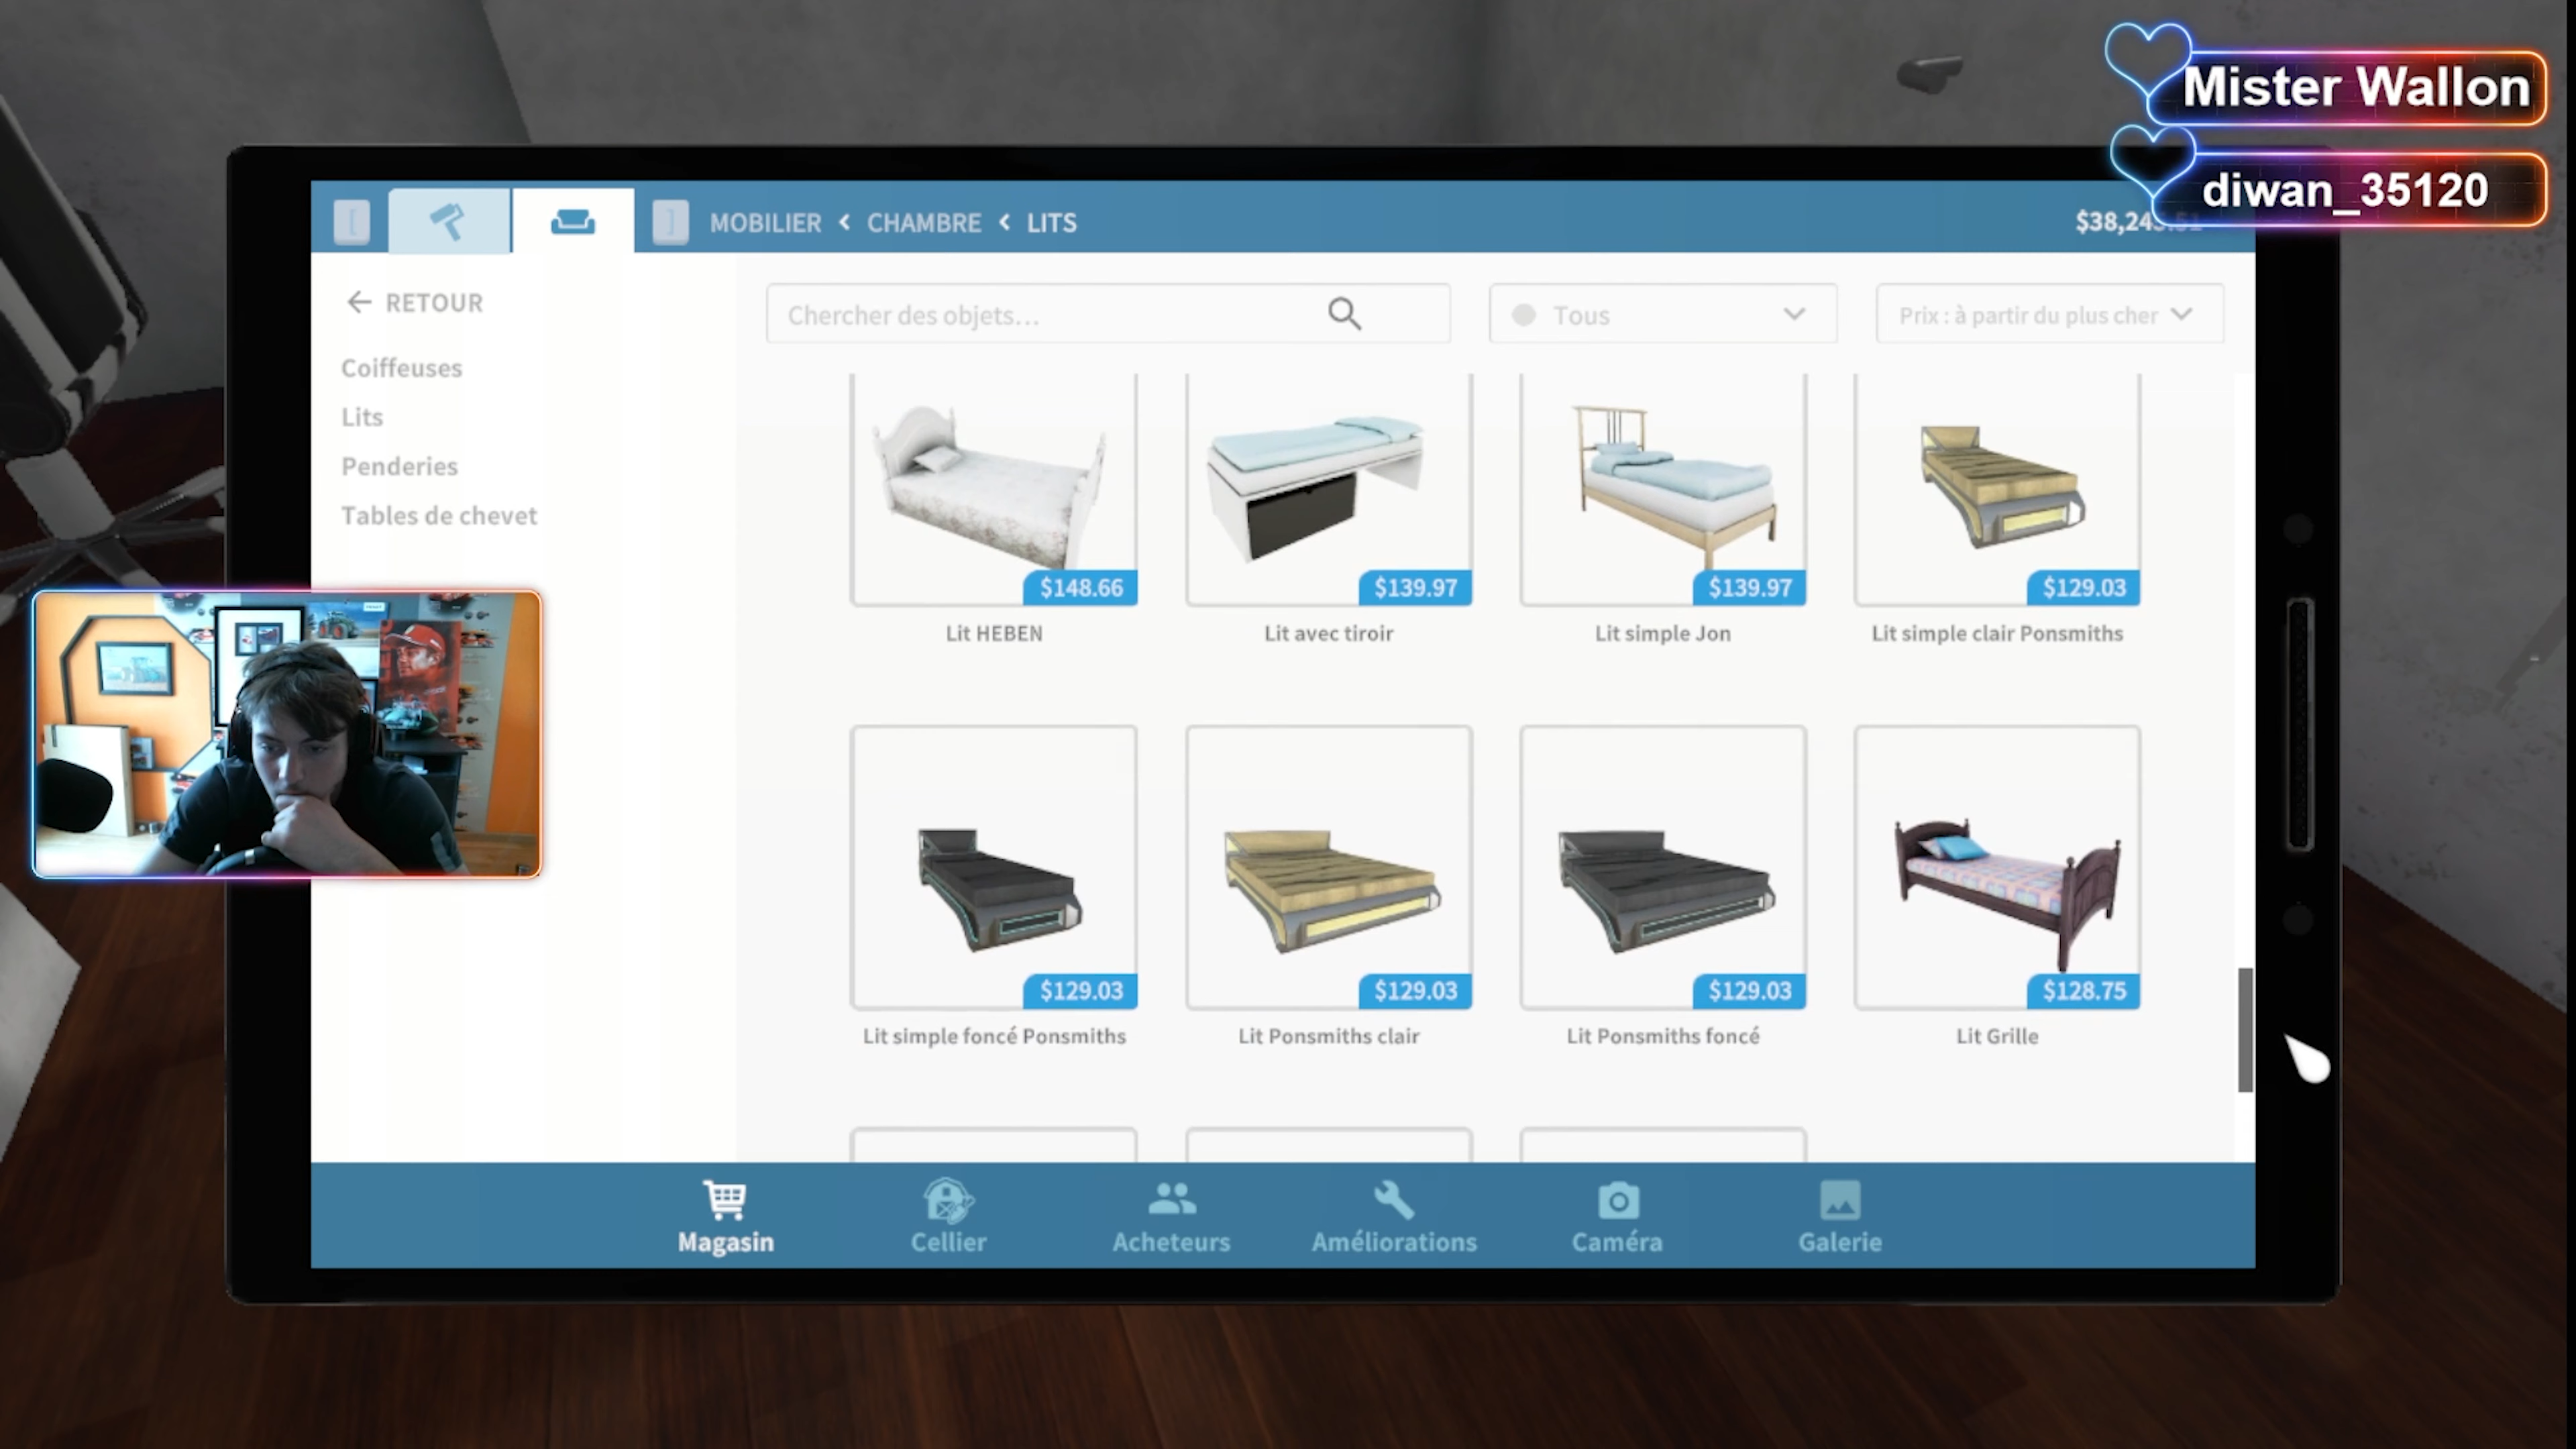 Mister Wallon
diwan_35120
MOBILIER < CHAMBRE < LITS
RETOUR
Coiffeuses
Lits
Penderies
Tables de chevet
Chercher des objets...
Tous
Prix : à partir du plus cher
$148.66
$139.97
$139.97
$129.03
Lit HEBEN
Lit avec tiroir
Lit simple Jon
Lit simple clair Ponsmiths
$129.03
$129.03
$129.03
$128.75
Lit simple foncé Ponsmiths
Lit Ponsmiths clair
Lit Ponsmiths foncé
Lit Grille
Magasin
Cellier
Acheteurs
Améliorations
Caméra
Galerie